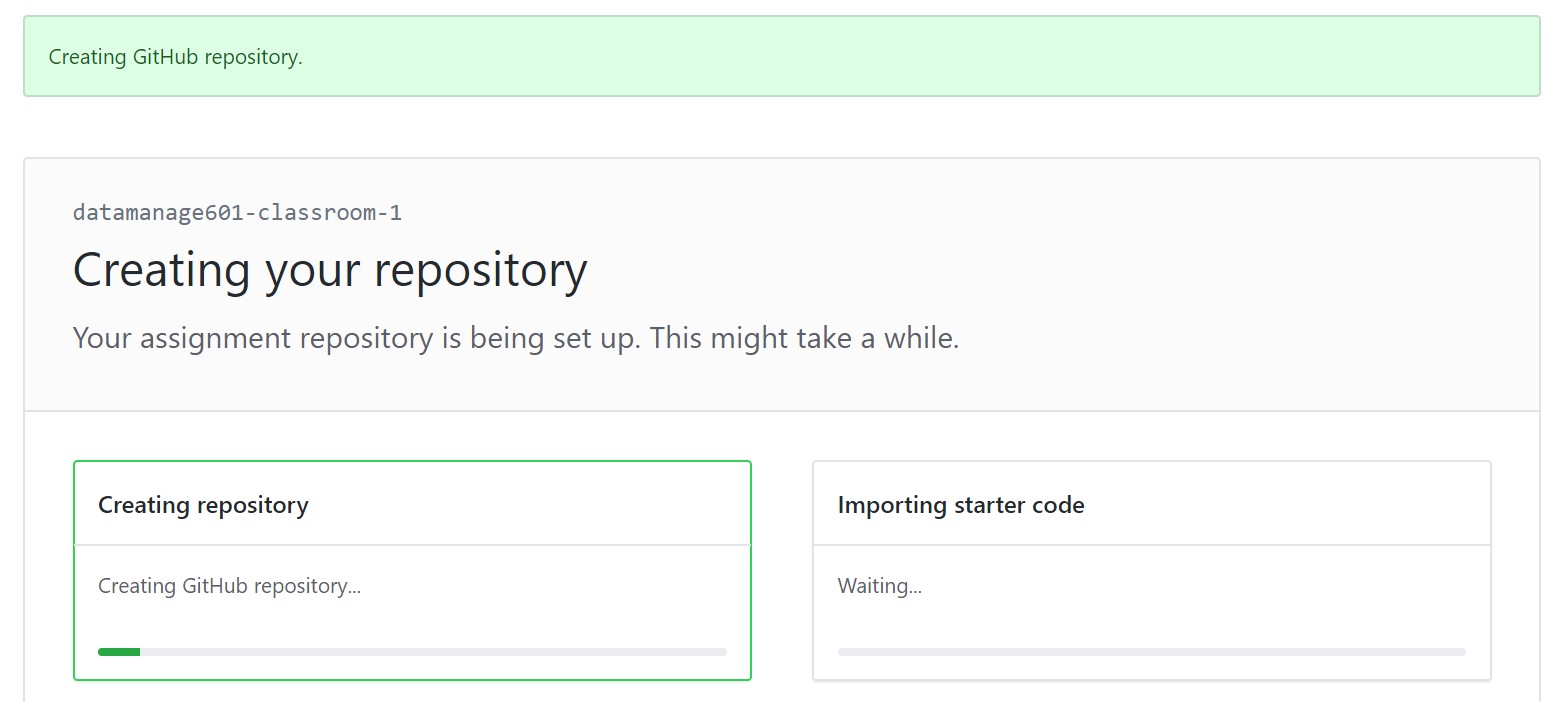 Creating GitHub repository.
datamanage601-classroom-1
Creating your repository
Your assignment repository is being set up. This might take a while.
Creating repository
Importing starter code
Creating GitHub repository...
Waiting...